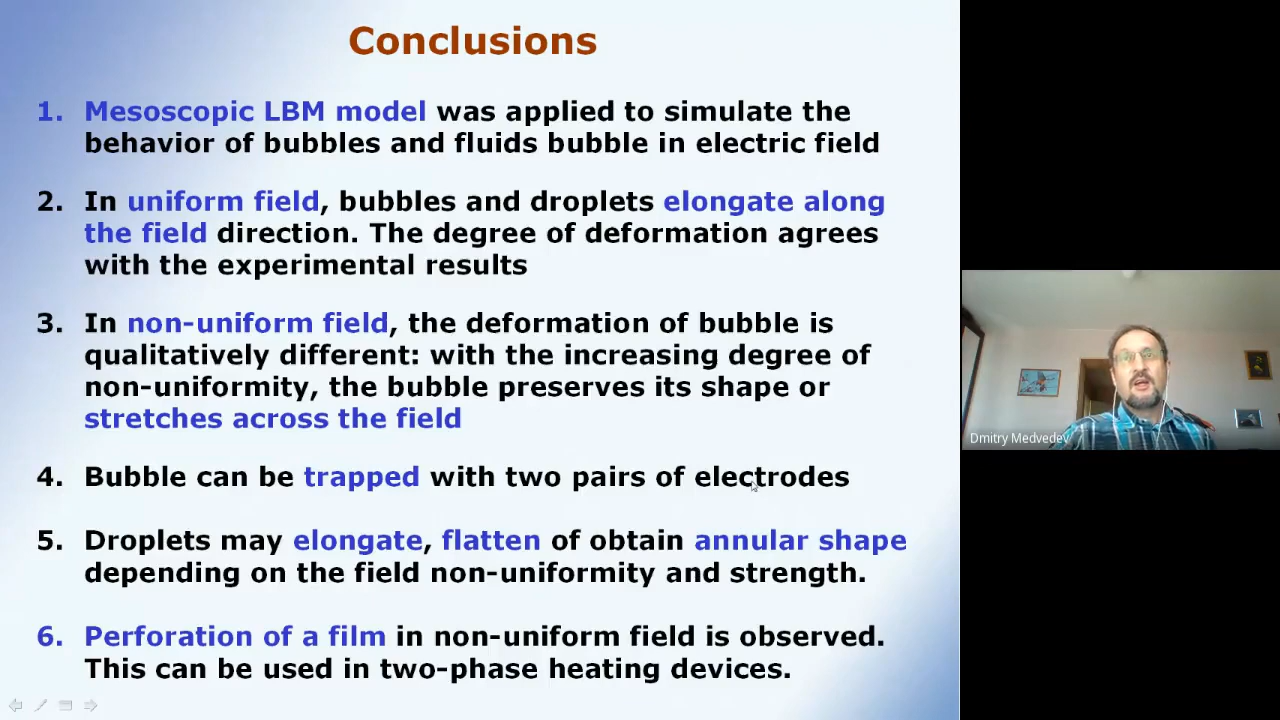 Conclusions
1. Mesoscopic LBM model was applied to simulate the
behavior of bubbles and fluids bubble in electric field
2. In uniform field, bubbles and droplets elongate along
the field direction. The degree of deformation agrees
with the experimental results
3. In non-uniform field, the deformation of bubble is
qualitatively different: with the increasing degree of
non-uniformity, the bubble preserves its shape or
stretches across the field
4. Bubble can be trapped with two pairs of electrodes
5. Droplets may elongate, flatten of obtain annular shape
depending on the field non-uniformity and strength.
6. Perforation of a film in non-uniform field is observed.
This can be used in two-phase heating devices.
Dmitry Medvedev